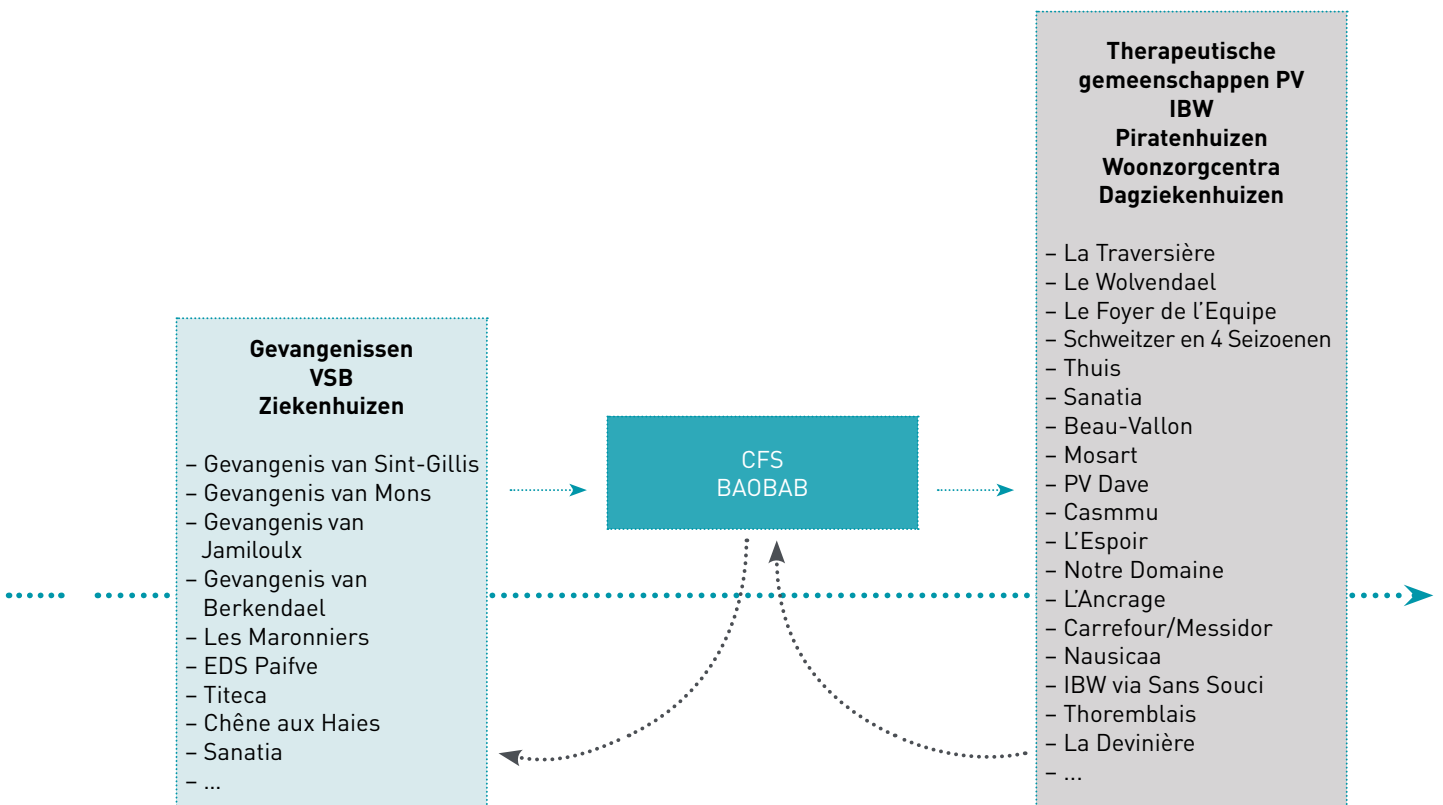 Gevangenissen
VSB
Ziekenhuizen
– Gevangenis van Sint-Gillis
– Gevangenis van Mons
– Gevangenis van
Jamiloulx
– Gevangenis van
Berkendael
– Les Maronniers
– EDS Paifve
– Titeca
– Chêne aux Haies
– Sanatia
– ...
CFS
BAOBAB
Therapeutische
gemeenschappen PV
IBW
Piratenhuizen
Woonzorgcentra
Dagziekenhuizen
– La Traversière
– Le Wolvendael
– Le Foyer de l’Equipe
– Schweitzer en 4 Seizoenen
– Thuis
– Sanatia
– Beau-Vallon
– Mosart
– PV Dave
– Casmmu
– L’Espoir
– Notre Domaine
– L’Ancrage
– Carrefour/Messidor
– Nausicaa
– IBW via Sans Souci
– Thoremblais
– La Devinière
– ...